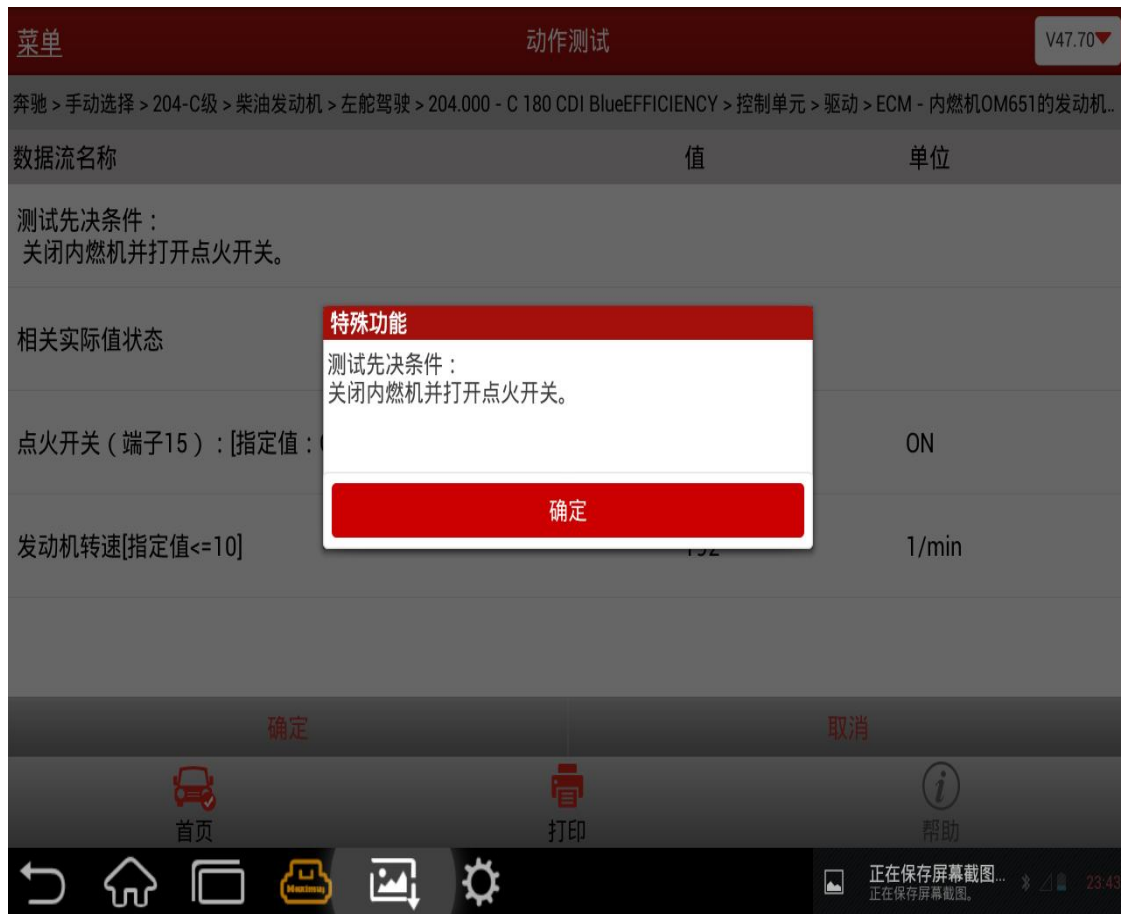 菜单
动作测试
V47.70
奔驰 > 手动选择 > 204-C级 > 柴油发动机 > 左舵驾驶 > 204.000 - C 180 CDI BlueEFFICIENCY > 控制单元 > 驱动 > ECM - 内燃机OM651的发动机..
数据流名称 值 单位
测试先决条件：
关闭内燃机并打开点火开关。
相关实际值状态
特殊功能
测试先决条件：
关闭内燃机并打开点火开关。
确定
点火开关（端子15）：[指定值： ON
发动机转速[指定值<=10] 1/min
确定 取消
首页 打印 帮助
正在保存屏幕截图...
正在保存屏幕截图。
23:43